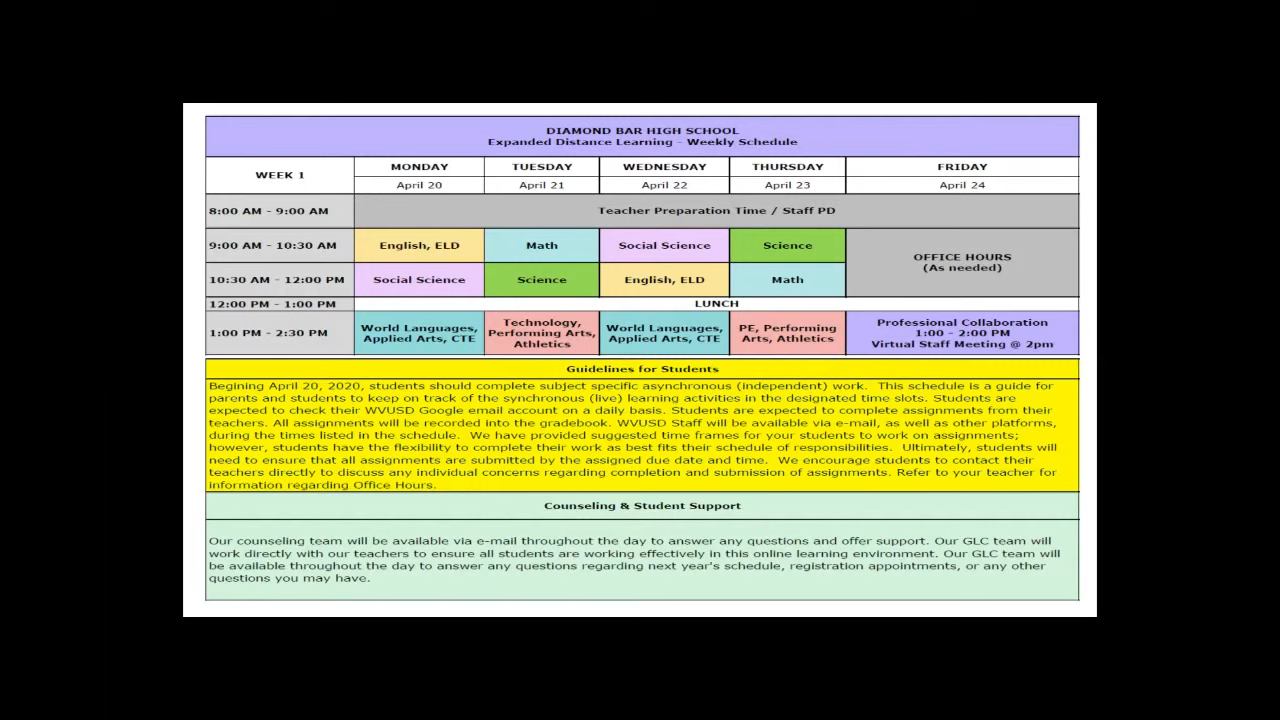 DIAMOND BAR HIGH SCHOOL
Expanded Distance Learning - Weekly Schedule
WEEK 1
MONDAY
TUESDAY
WEDNESDAY
THURSDAY
FRIDAY
April 20
April 21
April 22
April 23
April 24
8:00 AM - 9:00 AM
Teacher Preparation Time / Staff PD
9:00 AM - 10:30 AM
English, ELD
Math
Social Science
Science
OFFICE HOURS
(As needed)
10:30 AM - 12:00 PM
Social Science
Science
English, ELD
Math
12:00 PM - 1:00 PM
LUNCH
1:00 PM - 2:30 PM
World Languages,
Applied Arts, CTE
Technology,
Performing Arts,
Athletics
World Languages,
Applied Arts, CTE
PE, Performing
Arts, Athletics
Professional Collaboration
1:00 - 2:00 PM
Virtual Staff Meeting @ 2pm
Guidelines for Students
Begining April 20, 2020, students should complete subject specific asynchronous (independent) work. This schedule is a guide for
parents and students to keep on track of the synchronous (live) learning activities in the designated time slots. Students are
expected to check their WVUSD Google email account on a daily basis. Students are expected to complete assignments from their
teachers. All assignments will be recorded into the gradebook. WVUSD Staff will be available via e-mail, as well as other platforms,
during the times listed in the schedule. We have provided suggested time frames for your students to work on assignments;
however, students have the flexibility to complete their work as best fits their schedule of responsibilities. Ultimately, students will
need to ensure that all assignments are submitted by the assigned due date and time. We encourage students to contact their
teachers directly to discuss any individual concerns regarding completion and submission of assignments. Refer to your teacher for
information regarding Office Hours.
Counseling & Student Support
Our counseling team will be available via e-mail throughout the day to answer any questions and offer support. Our GLC team will
work directly with our teachers to ensure all students are working effectively in this online learning environment. Our GLC team will
be available throughout the day to answer any questions regarding next year's schedule, registration appointments, or any other
questions you may have.